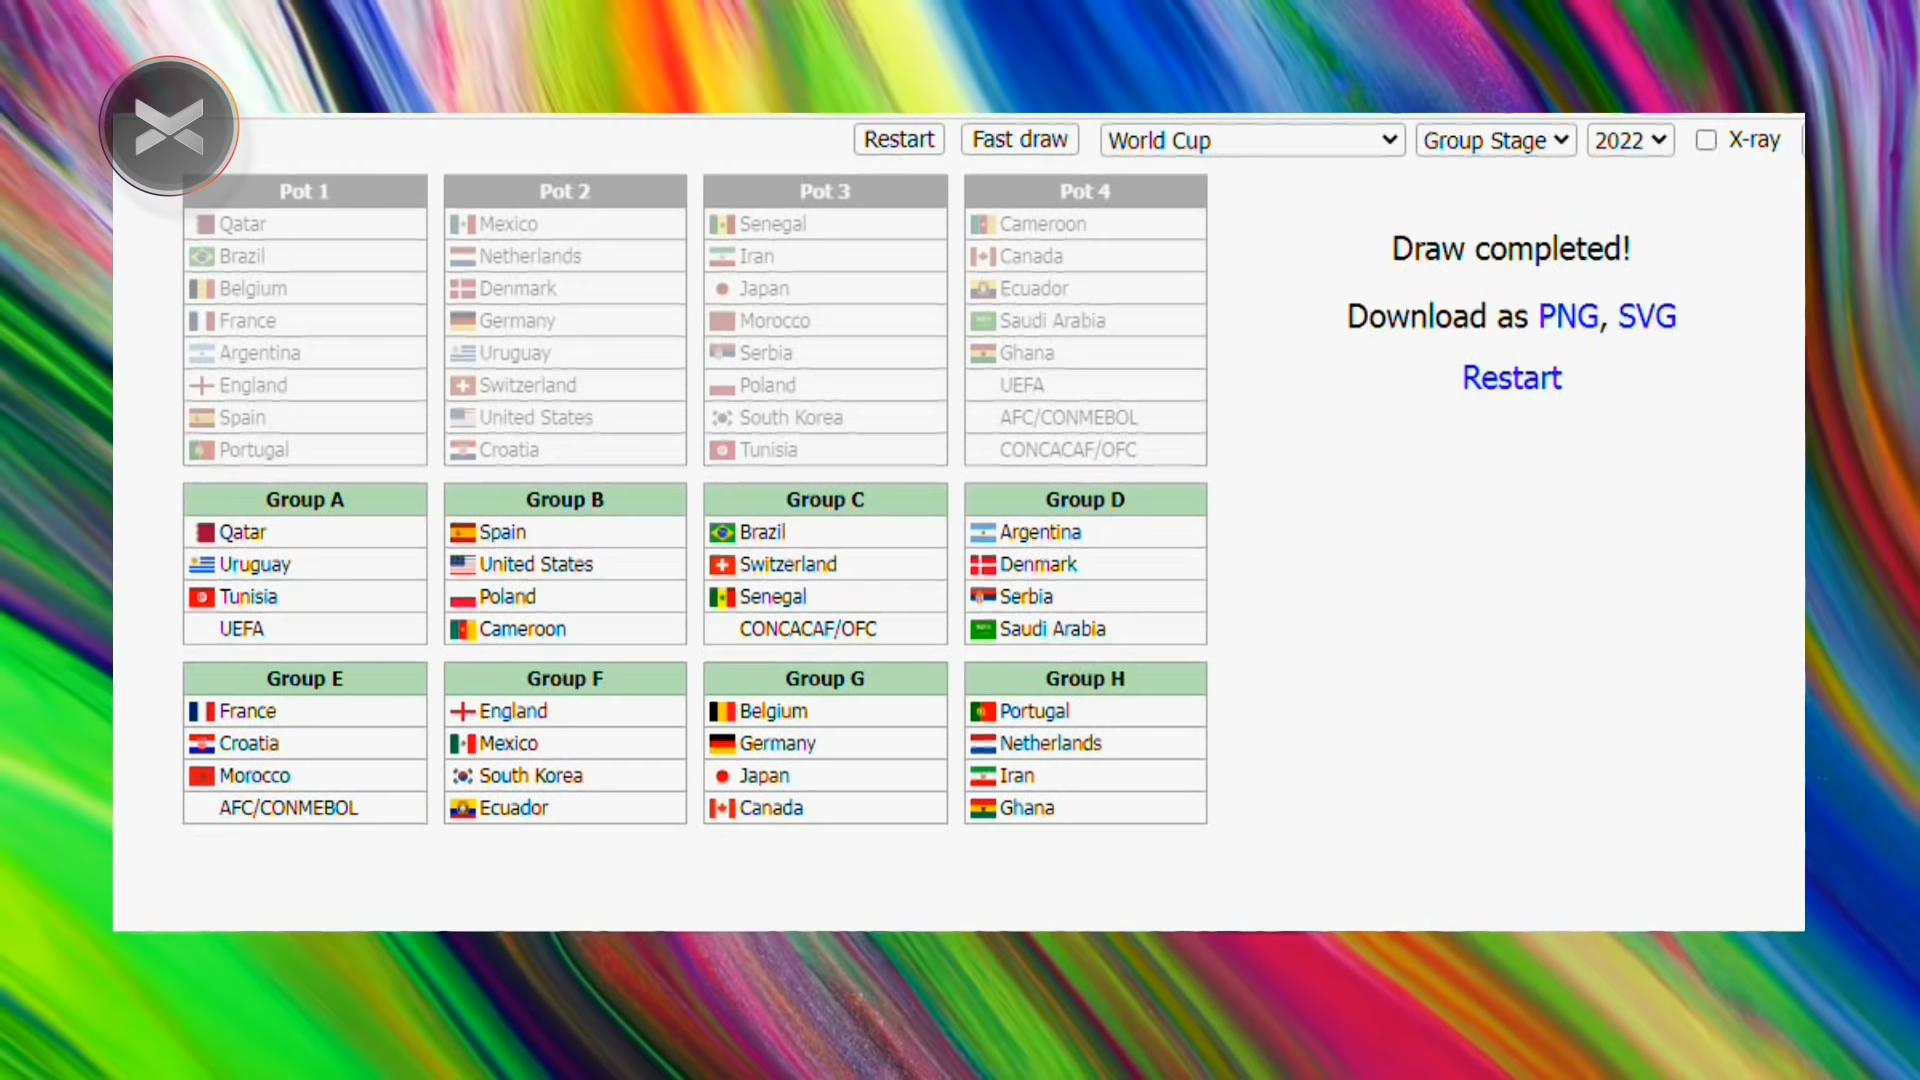 Restart Fast draw World Cup Group Stage 2022 X-ray
Pot 1 Pot 2 Pot 3 Pot 4
Qatar Mexico Senegal Cameroon
Brazil Netherlands Iran Canada
Belgium Denmark Japan Ecuador
France Germany Morocco Saudi Arabia
Argentina Uruguay Serbia Ghana
England Switzerland Poland UEFA
Spain United States South Korea AFC/CONMEBOL
Portugal Croatia Tunisia CONCACAF/OFC
Draw completed!
Download as PNG, SVG
Restart
Group A Group B Group C Group D
Qatar Spain Brazil Argentina
Uruguay United States Switzerland Denmark
Tunisia Poland Senegal Serbia
UEFA Cameroon CONCACAF/OFC Saudi Arabia
Group E Group F Group G Group H
France England Belgium Portugal
Croatia Mexico Germany Netherlands
Morocco South Korea Japan Iran
AFC/CONMEBOL Ecuador Canada Ghana